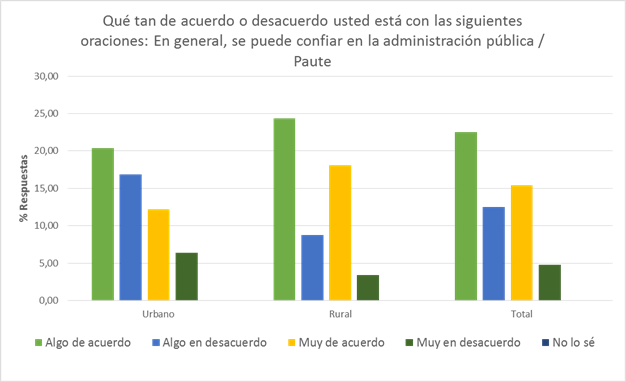 Qué tan de acuerdo o desacuerdo usted está con las siguientes
oraciones: En general, se puede confiar en la administración pública /
Paute
30,00
25,00
20,00
15,00
10,00
5,00
0,00
% Respuestas
Urbano Rural Total
Algo de acuerdo Algo en desacuerdo Muy de acuerdo Muy en desacuerdo No lo sé